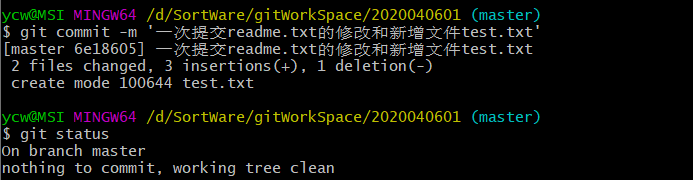 ycw@MSI MINGW64 /d/SortWare/gitWorkSpace/2020040601 (master)
$ git commit -m '一次提交readme.txt的修改和新增文件test.txt'
[master 6e18605] 一次提交readme.txt的修改和新增文件test.txt
 2 files changed, 3 insertions(+), 1 deletion(-)
 create mode 100644 test.txt
ycw@MSI MINGW64 /d/SortWare/gitWorkSpace/2020040601 (master)
$ git status
On branch master
nothing to commit, working tree clean